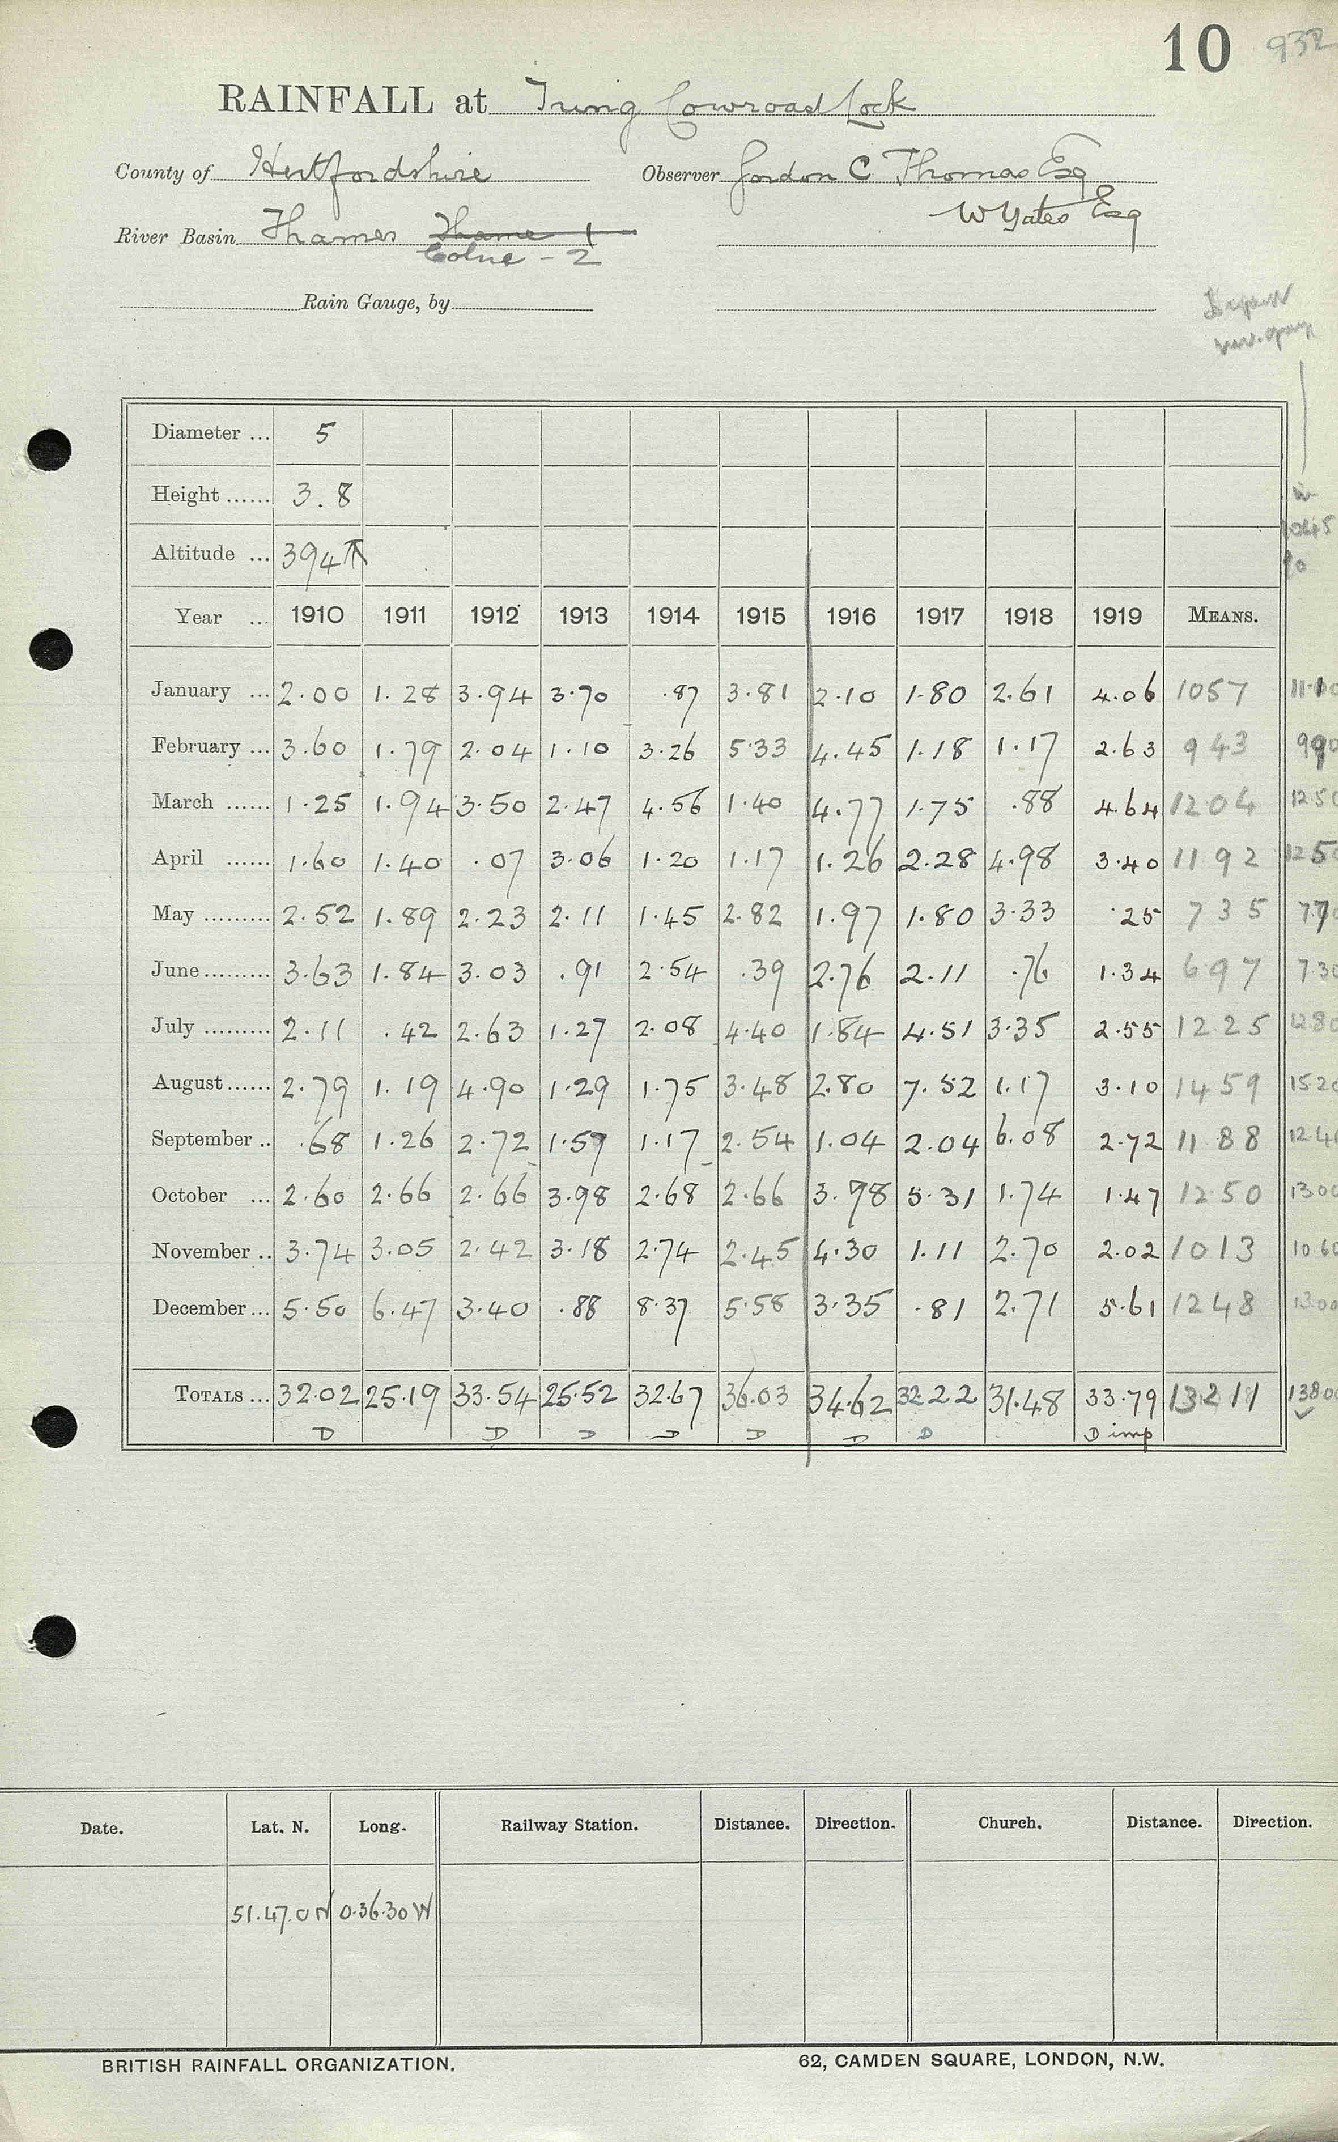 10 932
RAINFALL at Tring Cowroad Lock
County of Hertfordshire Observer Gordon C Thomas Esq
W Yates Esq
River Basin Thames Thame 1
Colne - 2
Rain Gauge, by
Diameter ... 5
Height ...... 3.8
Altitude ... 394 ↑
Year ... 1910 1911 1912 1913 1914 1915 1916 1917 1918 1919 MEANS.
January ... 2.00 1.28 3.94 3.70 .87 3.81 2.10 1.80 2.61 4.06 1057
February ... 3.60 1.79 2.04 1.10 3.26 5.33 4.45 1.18 1.17 2.63 943 990
March ...... 1.25 1.94 3.50 2.47 4.56 1.40 4.77 1.75 .88 4.64 1204 1250
April ...... 1.60 1.40 .07 3.06 1.20 1.17 1.26 2.28 4.98 3.40 1192 1250
May ......... 2.52 1.89 2.23 2.11 1.45 2.82 1.97 1.80 3.33 .25 735 770
June ......... 3.63 1.84 3.03 .91 2.54 .39 2.76 2.11 .76 1.34 697 730
July ......... 2.11 .42 2.63 1.27 2.08 4.40 1.84 4.51 3.35 2.55 1225 1280
August ...... 2.79 1.19 4.90 1.29 1.75 3.48 2.80 7.52 1.17 3.10 1459 1520
September .. .68 1.26 2.72 1.57 1.17 2.54 1.04 2.04 6.08 2.72 1188 1240
October ... 2.60 2.66 2.66 3.98 2.68 2.66 3.98 5.31 1.74 1.47 1250 1300
November .. 3.74 3.05 2.42 3.18 2.74 2.45 4.30 1.11 2.70 2.02 1013 1060
December ... 5.50 6.47 3.40 .88 8.37 5.58 3.35 .81 2.71 5.61 1248 1300
TOTALS ... 32.02 25.19 33.54 25.52 32.67 36.03 34.62 32.22 31.48 33.79 13211 13800
D D D D D D D D imp
Date. Lat. N. Long. Railway Station. Distance. Direction. Church. Distance. Direction.
51.47.0 N 0.36.30 W
BRITISH RAINFALL ORGANIZATION. 62, CAMDEN SQUARE, LONDON, N.W.